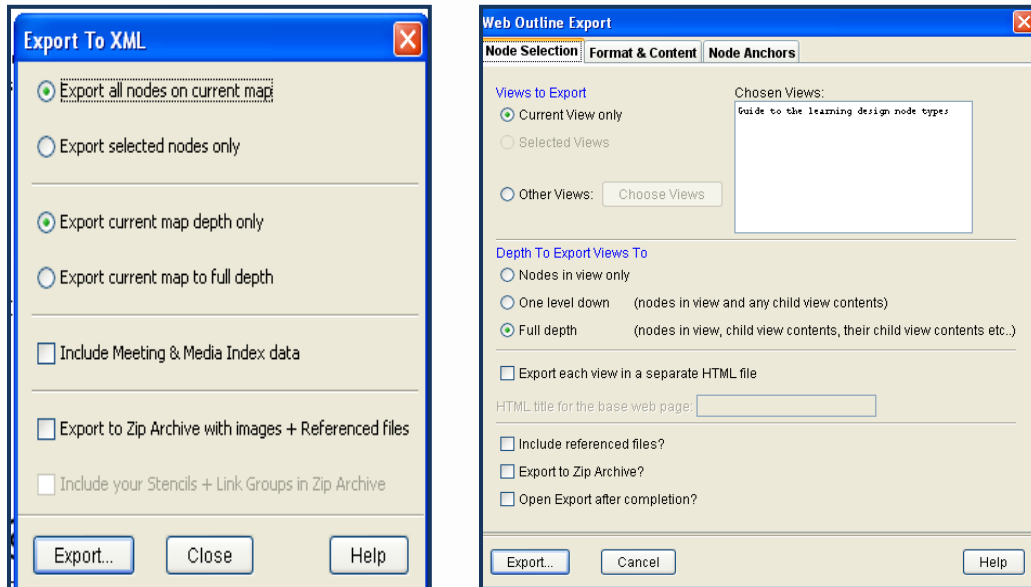 Export To XML
Export all nodes on current map
Export selected nodes only
Export current map depth only
Export current map to full depth
Include Meeting & Media Index data
Export to Zip Archive with images + Referenced files
Include your Stencils + Link Groups in Zip Archive
Export... Close Help
Web Outline Export
Node Selection Format & Content Node Anchors
Views to Export Chosen Views:
Current View only Guide to the learning design node types
Selected Views
Other Views: Choose Views
Depth To Export Views To
Nodes in view only
One level down (nodes in view and any child view contents)
Full depth (nodes in view, child view contents, their child view contents etc..)
Export each view in a separate HTML file
HTML title for the base web page:
Include referenced files?
Export to Zip Archive?
Open Export after completion?
Export... Cancel Help